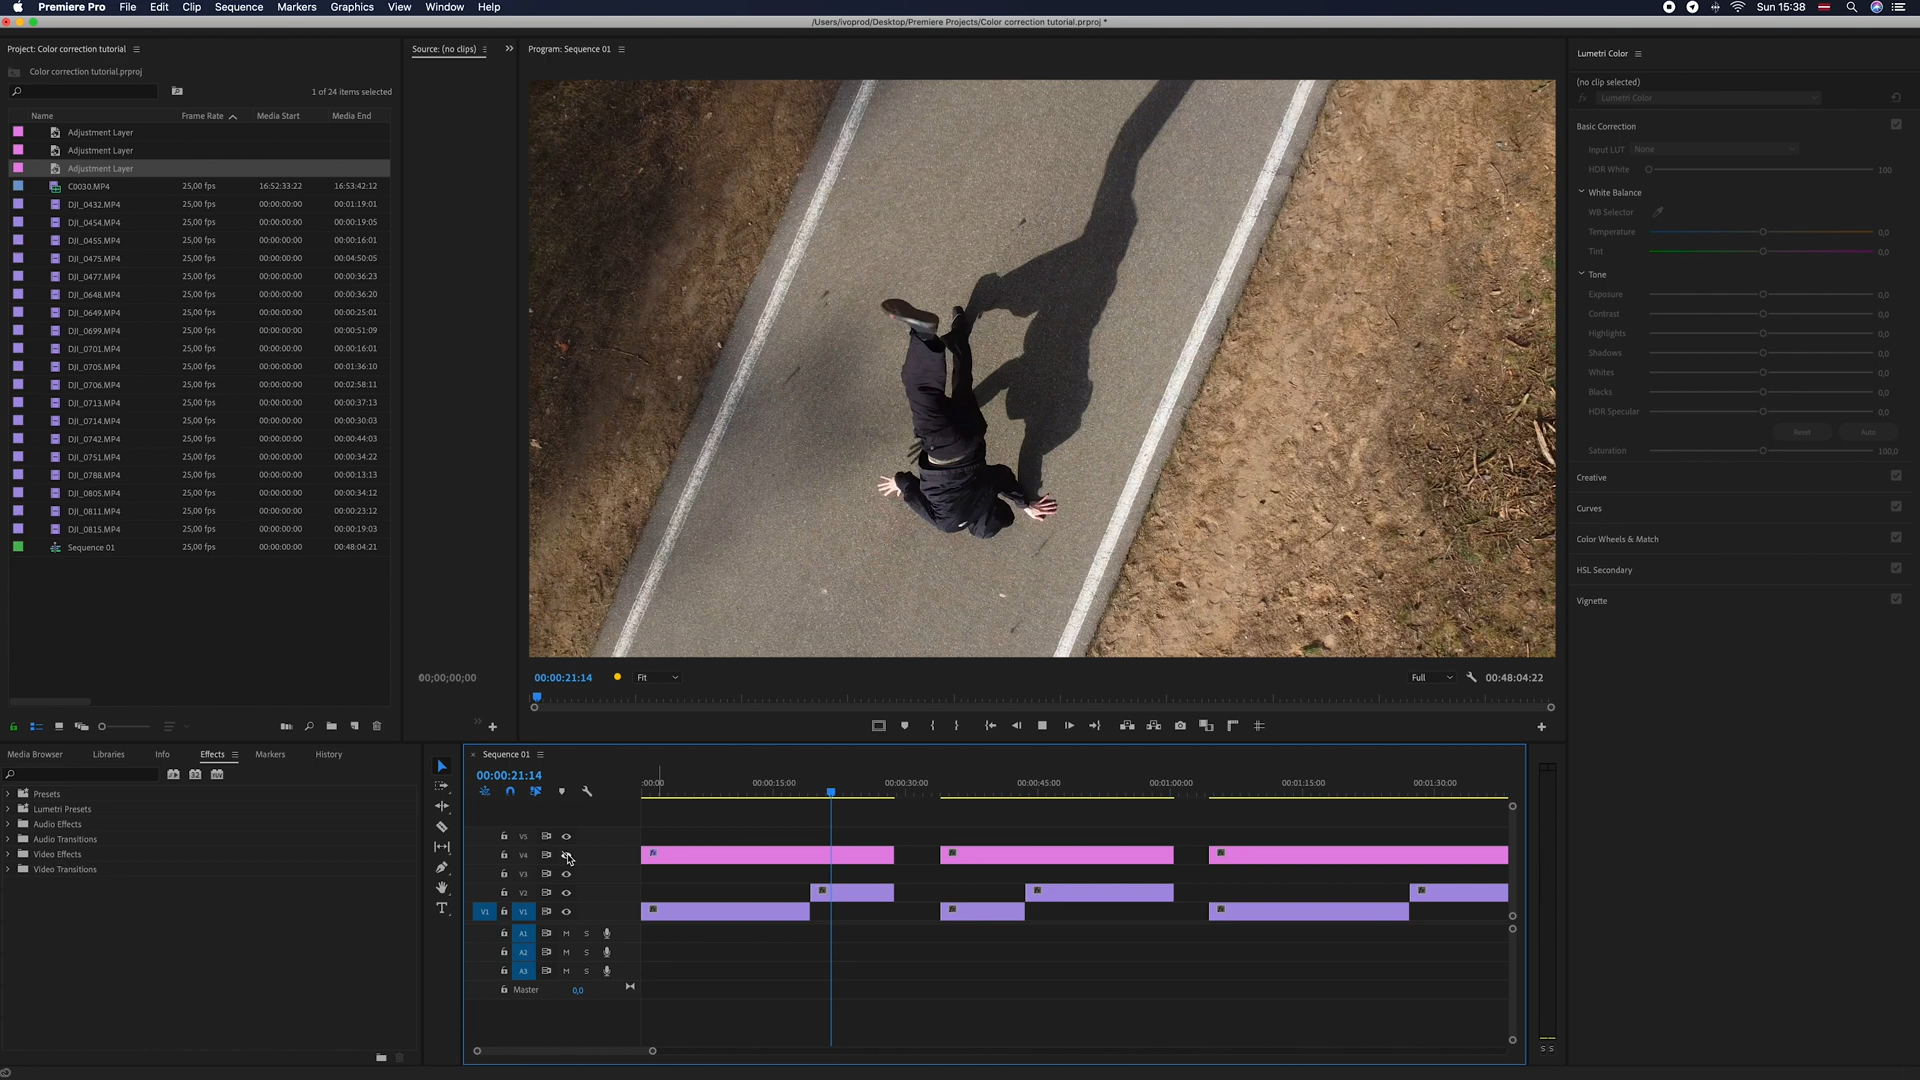 Premiere Pro File Edit Clip Sequence Markers Graphics View Window Help Sun 15:38
/Users/ivoprod/Desktop/Premiere Projects/Color correction tutorial.prproj *
Project: Color correction tutorial
Color correction tutorial.prproj
1 of 24 items selected
Name Frame Rate Media Start Media End
Adjustment Layer
Adjustment Layer
Adjustment Layer
C0030.MP4 25,00 fps 16:52:33:22 16:53:42:12
DJI_0432.MP4 25,00 fps 00:00:00:00 00:01:19:01
DJI_0454.MP4 25,00 fps 00:00:00:00 00:00:19:05
DJI_0455.MP4 25,00 fps 00:00:00:00 00:00:16:01
DJI_0475.MP4 25,00 fps 00:00:00:00 00:04:50:05
DJI_0477.MP4 25,00 fps 00:00:00:00 00:00:36:23
DJI_0648.MP4 25,00 fps 00:00:00:00 00:00:36:20
DJI_0649.MP4 25,00 fps 00:00:00:00 00:00:25:01
DJI_0699.MP4 25,00 fps 00:00:00:00 00:00:51:09
DJI_0701.MP4 25,00 fps 00:00:00:00 00:00:16:01
DJI_0705.MP4 25,00 fps 00:00:00:00 00:01:36:10
DJI_0706.MP4 25,00 fps 00:00:00:00 00:02:58:11
DJI_0713.MP4 25,00 fps 00:00:00:00 00:00:37:13
DJI_0714.MP4 25,00 fps 00:00:00:00 00:00:30:03
DJI_0742.MP4 25,00 fps 00:00:00:00 00:00:44:03
DJI_0751.MP4 25,00 fps 00:00:00:00 00:00:34:22
DJI_0788.MP4 25,00 fps 00:00:00:00 00:00:13:13
DJI_0805.MP4 25,00 fps 00:00:00:00 00:00:34:12
DJI_0811.MP4 25,00 fps 00:00:00:00 00:00:23:12
DJI_0815.MP4 25,00 fps 00:00:00:00 00:00:19:03
Sequence 01 25,00 fps 00:00:00:00 00:48:04:21
Source: (no clips)
00;00;00;00
Program: Sequence 01
00:00:21:14 Fit Full 00:48:04:22
Lumetri Color
(no clip selected)
fx Lumetri Color
Basic Correction
Input LUT None
HDR White 100
White Balance
WB Selector
Temperature 0,0
Tint 0,0
Tone
Exposure 0,0
Contrast 0,0
Highlights 0,0
Shadows 0,0
Whites 0,0
Blacks 0,0
HDR Specular 0,0
Reset Auto
Saturation 100,0
Creative
Curves
Color Wheels & Match
HSL Secondary
Vignette
Media Browser Libraries Info Effects Markers History
Presets
Lumetri Presets
Audio Effects
Audio Transitions
Video Effects
Video Transitions
× Sequence 01
00:00:21:14
:00:00 00:00:15:00 00:00:30:00 00:00:45:00 00:01:00:00 00:01:15:00 00:01:30:00
V5
V4 fx fx fx
V3
V2 fx fx fx
V1 V1 fx fx fx
A1 M S
A2 M S
A3 M S
Master 0,0
S S